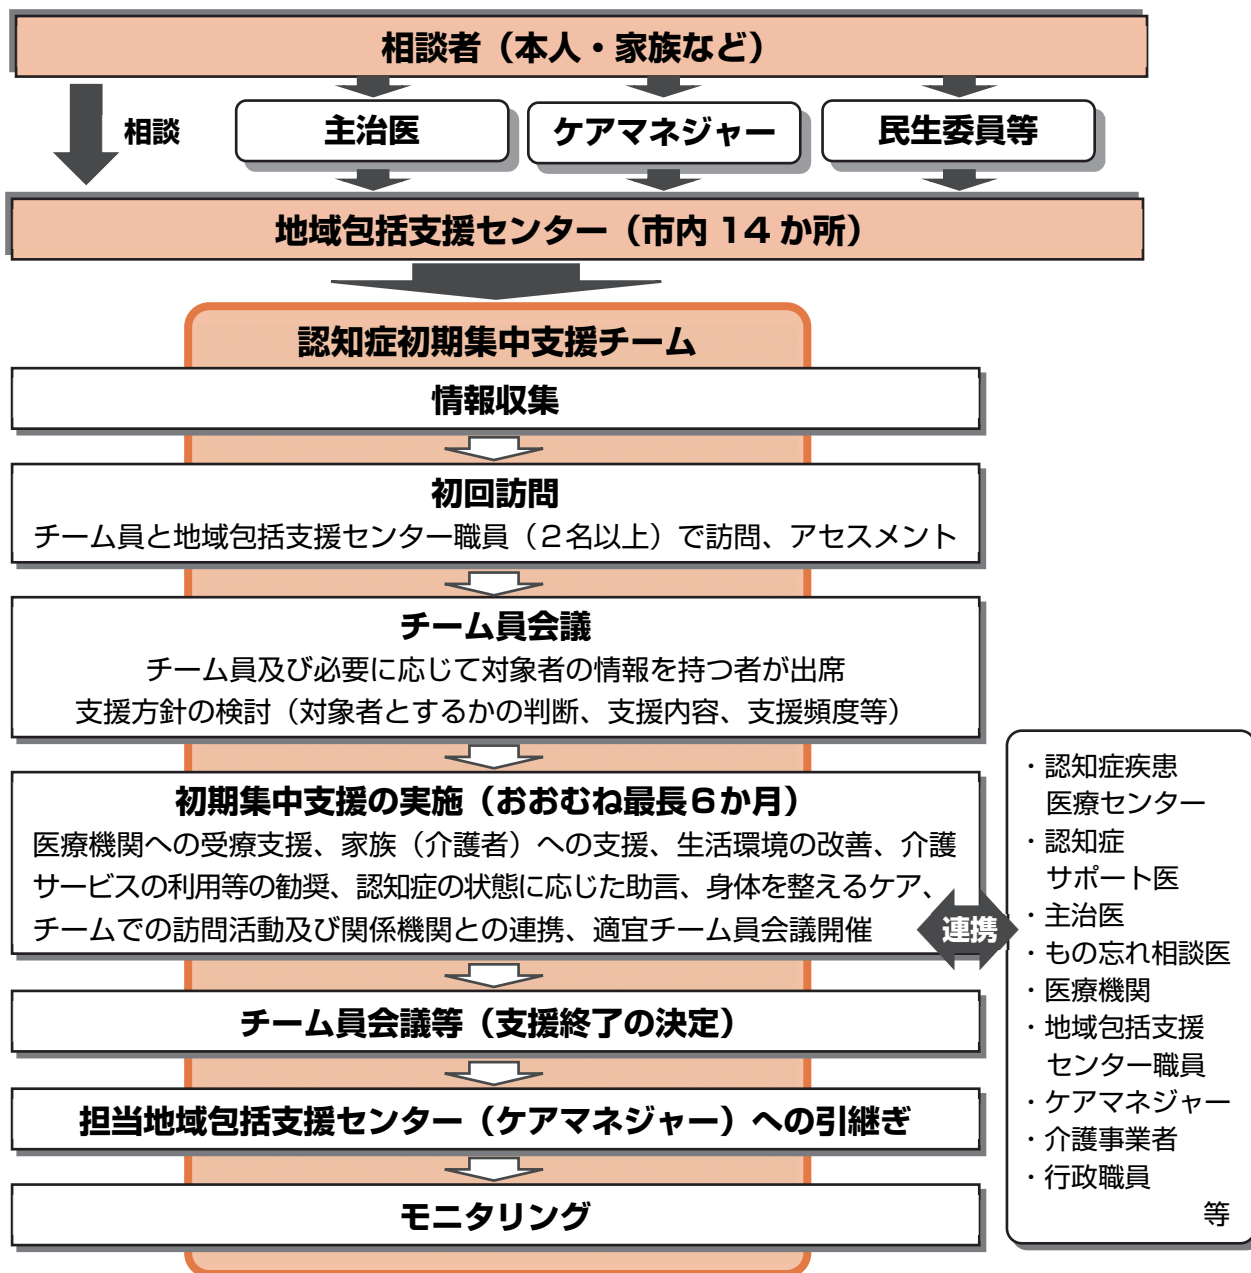 相談者（本人・家族など）
相談
主治医
ケアマネジャー
民生委員等
地域包括支援センター（市内 14 か所）
認知症初期集中支援チーム
情報収集
初回訪問
チーム員と地域包括支援センター職員（２名以上）で訪問、アセスメント
チーム員会議
チーム員及び必要に応じて対象者の情報を持つ者が出席
支援方針の検討（対象者とするかの判断、支援内容、支援頻度等）
初期集中支援の実施（おおむね最長６か月）
医療機関への受療支援、家族（介護者）への支援、生活環境の改善、介護
サービスの利用等の勧奨、認知症の状態に応じた助言、身体を整えるケア、
チームでの訪問活動及び関係機関との連携、適宜チーム員会議開催
連携
・認知症疾患
医療センター
・認知症
サポート医
・主治医
・もの忘れ相談医
・医療機関
・地域包括支援
センター職員
・ケアマネジャー
・介護事業者
・行政職員
等
チーム員会議等（支援終了の決定）
担当地域包括支援センター（ケアマネジャー）への引継ぎ
モニタリング